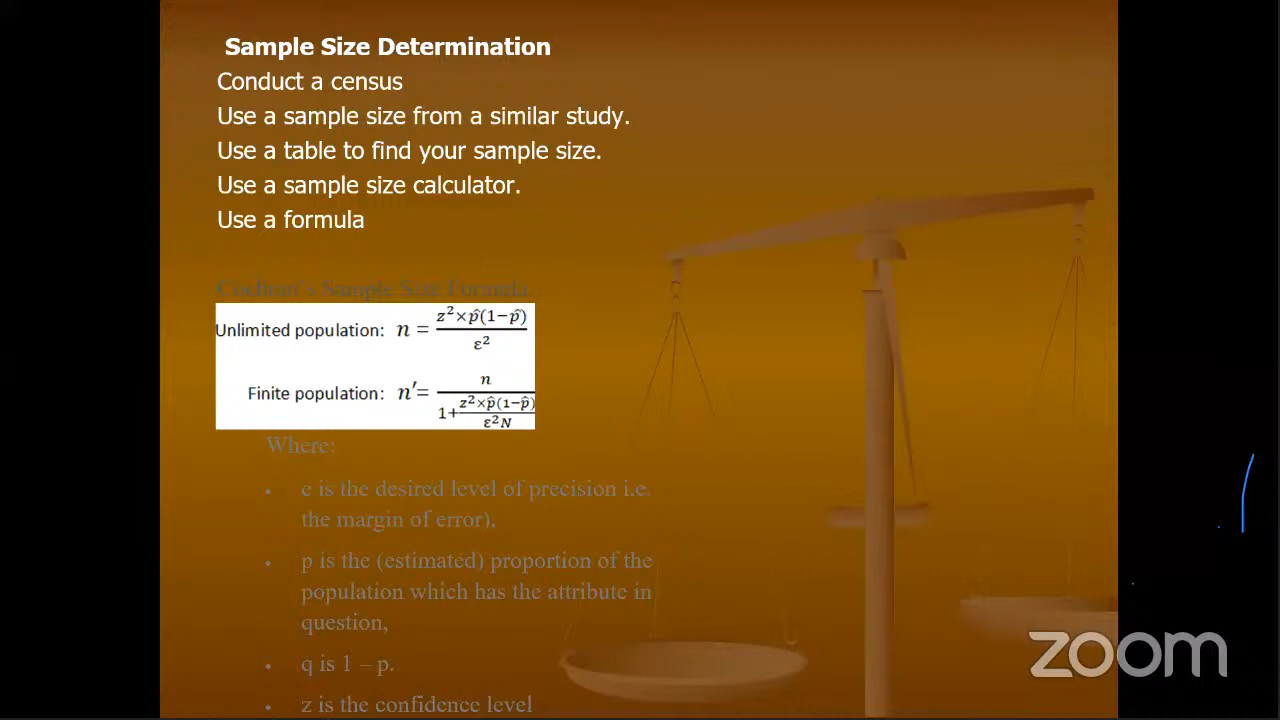 Sample Size Determination
Conduct a census
Use a sample size from a similar study.
Use a table to find your sample size.
Use a sample size calculator.
Use a formula
Cochran's Sample Size Formula
Unlimited population: n = z²×p̂(1−p̂) / ε²
Finite population: n′= n / 1+ z²×p̂(1−p̂) / ε²N
Where:
• e is the desired level of precision i.e.
the margin of error).
• p is the (estimated) proportion of the
population which has the attribute in
question,
• q is 1 – p.
• z is the confidence level
zoom